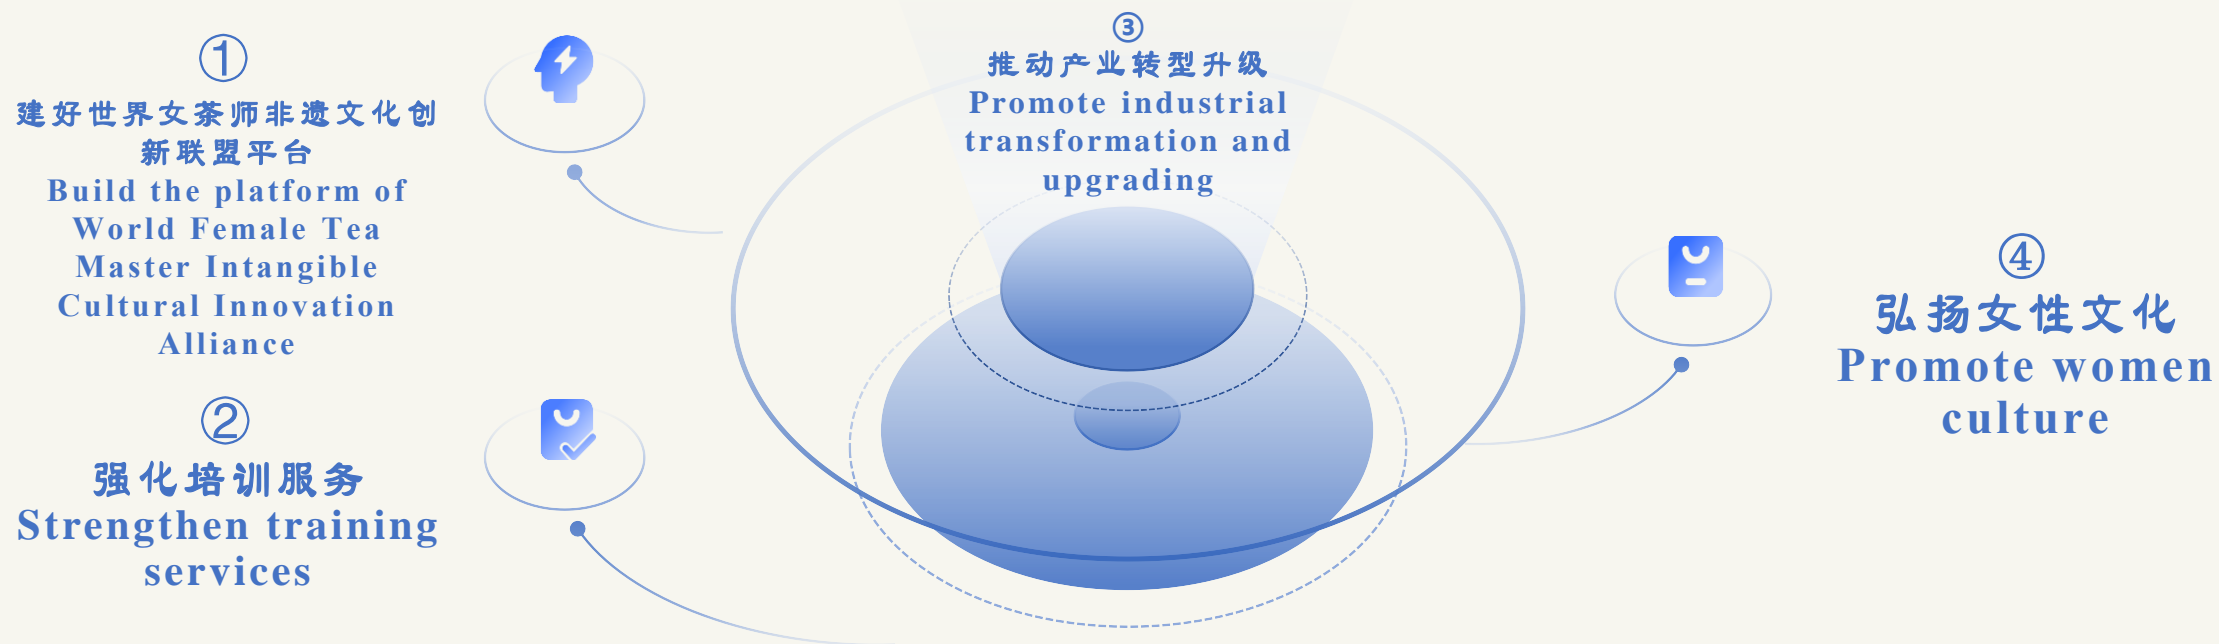 ①
建好世界女茶师非遗文化创
新联盟平台
Build the platform of
World Female Tea
Master Intangible
Cultural Innovation
Alliance
②
强化培训服务
Strengthen training
services
③
推动产业转型升级
Promote industrial
transformation and
upgrading
④
弘扬女性文化
Promote women
culture